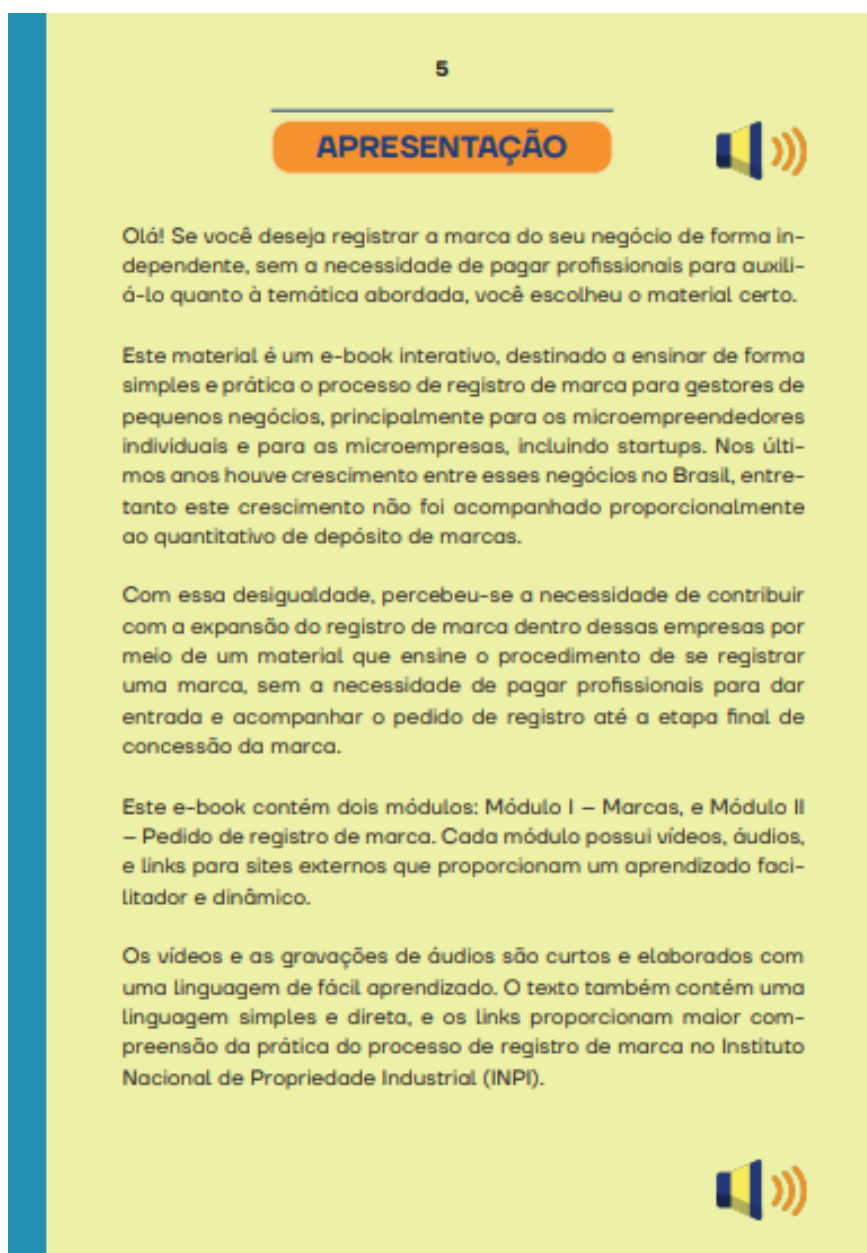 5
APRESENTAÇÃO
Olá! Se você deseja registrar a marca do seu negócio de forma in-
dependente, sem a necessidade de pagar profissionais para auxili-
á-lo quanto à temática abordada, você escolheu o material certo.
Este material é um e-book interativo, destinado a ensinar de forma
simples e prática o processo de registro de marca para gestores de
pequenos negócios, principalmente para os microempreendedores
individuais e para as microempresas, incluindo startups. Nos últi-
mos anos houve crescimento entre esses negócios no Brasil, entre-
tanto este crescimento não foi acompanhado proporcionalmente
ao quantitativo de depósito de marcas.
Com essa desigualdade, percebeu-se a necessidade de contribuir
com a expansão do registro de marca dentro dessas empresas por
meio de um material que ensine o procedimento de se registrar
uma marca, sem a necessidade de pagar profissionais para dar
entrada e acompanhar o pedido de registro até a etapa final de
concessão da marca.
Este e-book contém dois módulos: Módulo I – Marcas, e Módulo II
– Pedido de registro de marca. Cada módulo possui vídeos, áudios,
e links para sites externos que proporcionam um aprendizado faci-
litador e dinâmico.
Os vídeos e as gravações de áudios são curtos e elaborados com
uma linguagem de fácil aprendizado. O texto também contém uma
linguagem simples e direta, e os links proporcionam maior com-
preensão da prática do processo de registro de marca no Instituto
Nacional de Propriedade Industrial (INPI).